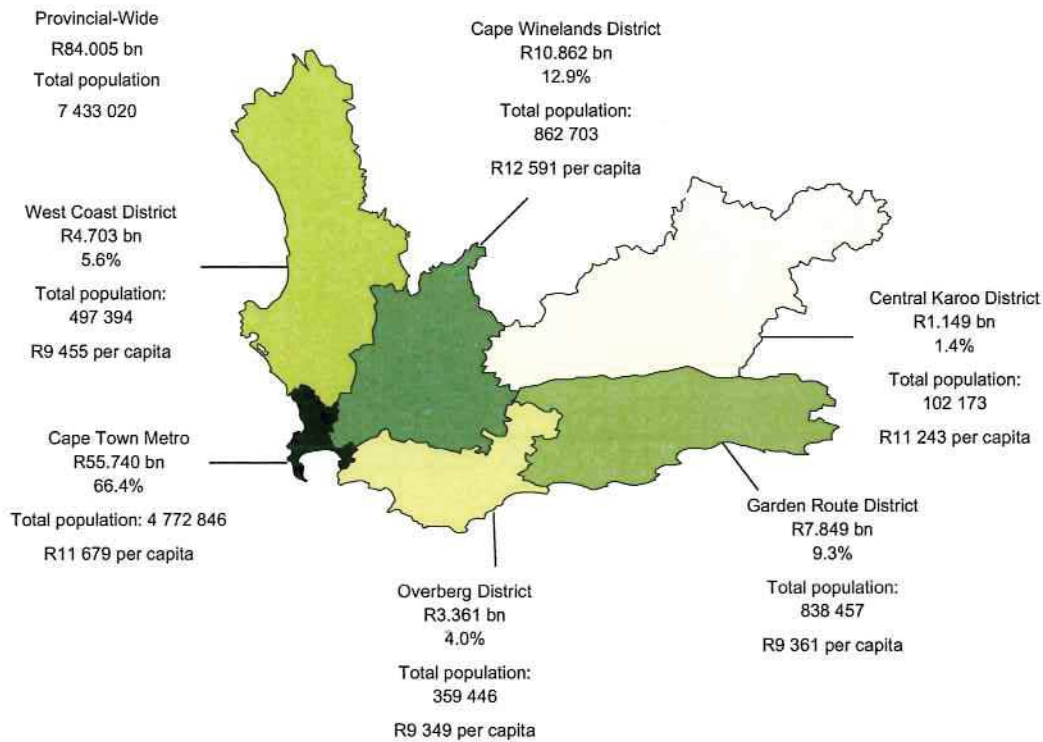 Provincial-Wide
R84.005 bn
Total population
7 433 020
Cape Winelands District
R10.862 bn
12.9%
Total population:
862 703
R12 591 per capita
West Coast District
R4.703 bn
5.6%
Total population:
497 394
R9 455 per capita
Central Karoo District
R1.149 bn
1.4%
Total population:
102 173
R11 243 per capita
Cape Town Metro
R55.740 bn
66.4%
Total population: 4 772 846
R11 679 per capita
Garden Route District
R7.849 bn
9.3%
Total population:
838 457
R9 361 per capita
Overberg District
R3.361 bn
4.0%
Total population:
359 446
R9 349 per capita